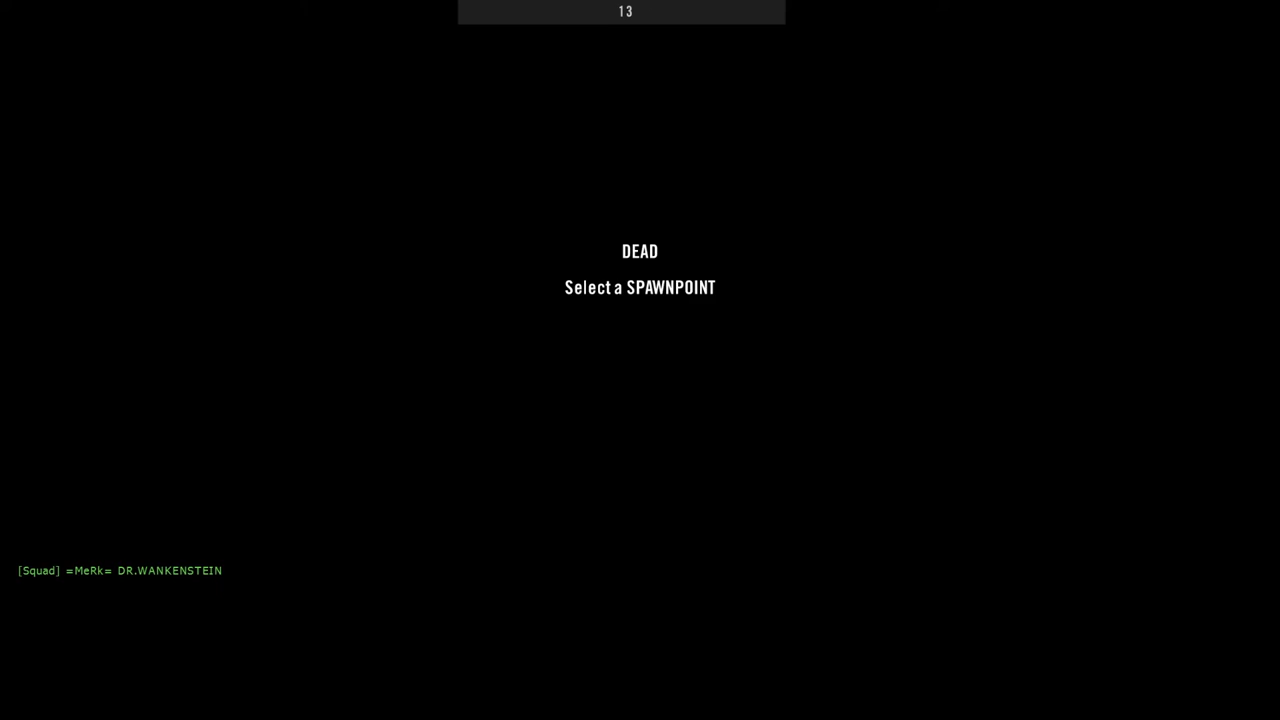 13
DEAD
Select a SPAWNPOINT
[Squad] =MeRk= DR.WANKENSTEIN